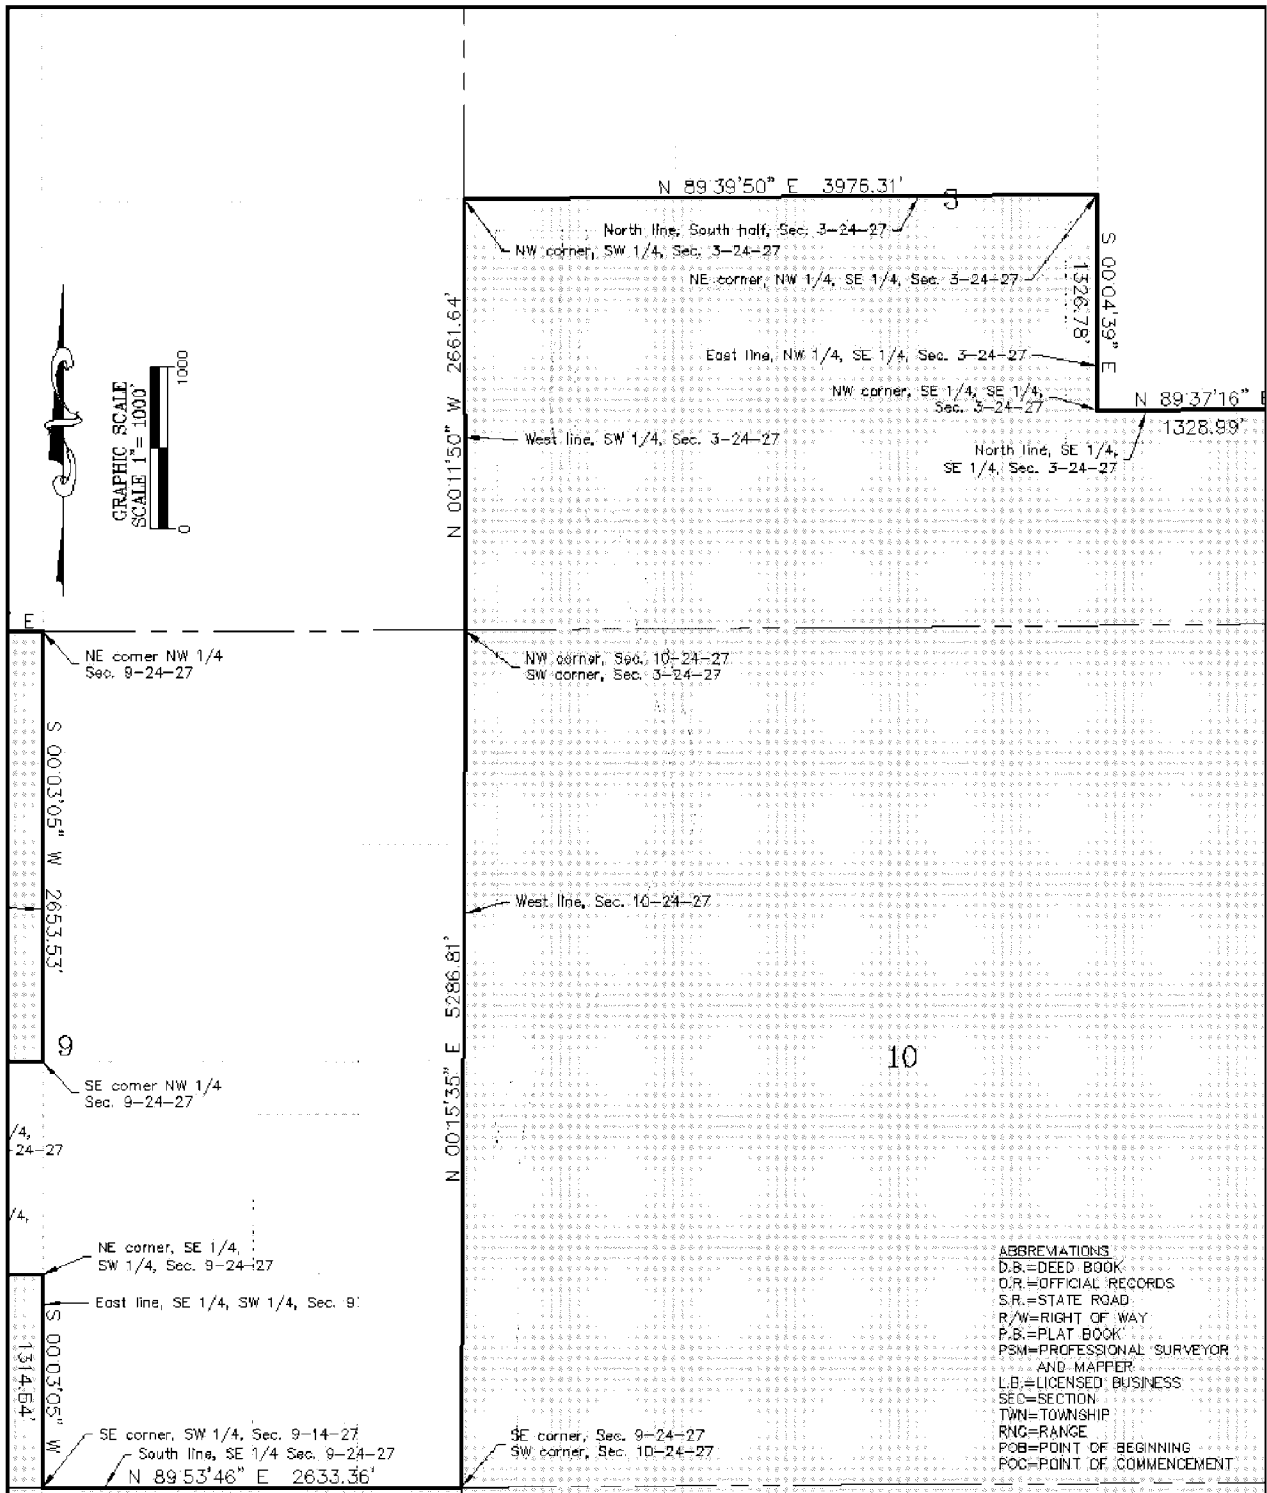 N 89°39'50" E 3976.31'
3
North line, South half, Sec. 3-24-27
NW corner, SW 1/4, Sec. 3-24-27
NE corner, NW 1/4, SE 1/4, Sec. 3-24-27
S 00°04'39" E
1326.78'
East line, NW 1/4, SE 1/4, Sec. 3-24-27
NW corner, SE 1/4, SE 1/4,
Sec. 3-24-27
N 89°37'16" E
1328.99'
North line, SE 1/4,
SE 1/4, Sec. 3-24-27
N 00°11'50" W 2661.64'
West line, SW 1/4, Sec. 3-24-27
GRAPHIC SCALE
SCALE 1"= 1000'
0
1000
E
NE corner NW 1/4
Sec. 9-24-27
NW corner, Sec. 10-24-27
SW corner, Sec. 3-24-27
S 00°03'05" W 2653.53'
West line, Sec. 10-24-27
N 00°15'35" E 5286.81'
9
10
SE corner NW 1/4
Sec. 9-24-27
/4,
24-27
/4,
NE corner, SE 1/4,
SW 1/4, Sec. 9-24-27
East line, SE 1/4, SW 1/4, Sec. 9
S 00°03'05" W
1314.64'
SE corner, SW 1/4, Sec. 9-14-27
South line, SE 1/4 Sec. 9-24-27
N 89°53'46" E 2633.36'
SE corner, Sec. 9-24-27
SW corner, Sec. 10-24-27
ABBREVIATIONS
D.B.=DEED BOOK
O.R.=OFFICIAL RECORDS
S.R.=STATE ROAD
R/W=RIGHT OF WAY
P.B.=PLAT BOOK
PSM=PROFESSIONAL SURVEYOR
AND MAPPER
L.B.=LICENSED BUSINESS
SEC=SECTION
TWN=TOWNSHIP
RNG=RANGE
POB=POINT OF BEGINNING
POC=POINT OF COMMENCEMENT